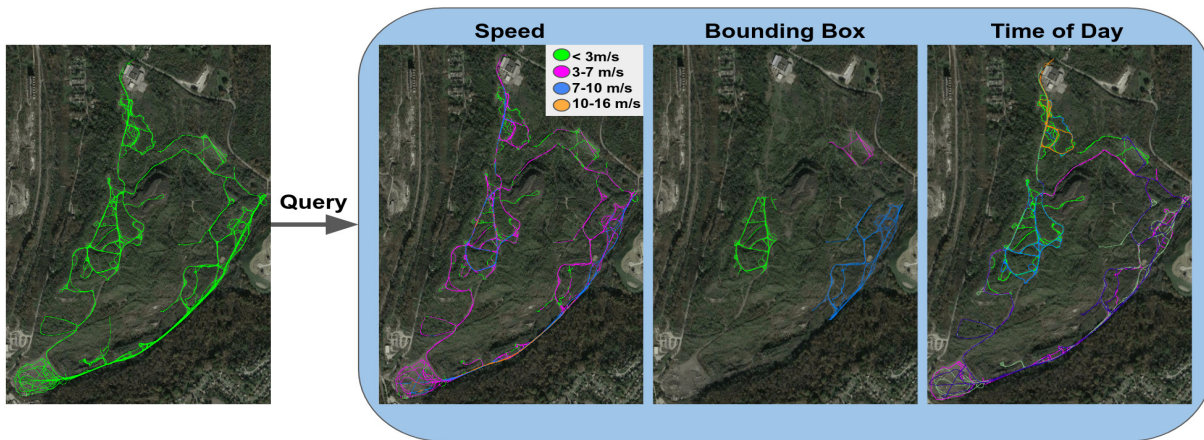 Speed
Bounding Box
Time of Day
< 3m/s
3-7 m/s
7-10 m/s
10-16 m/s
Query